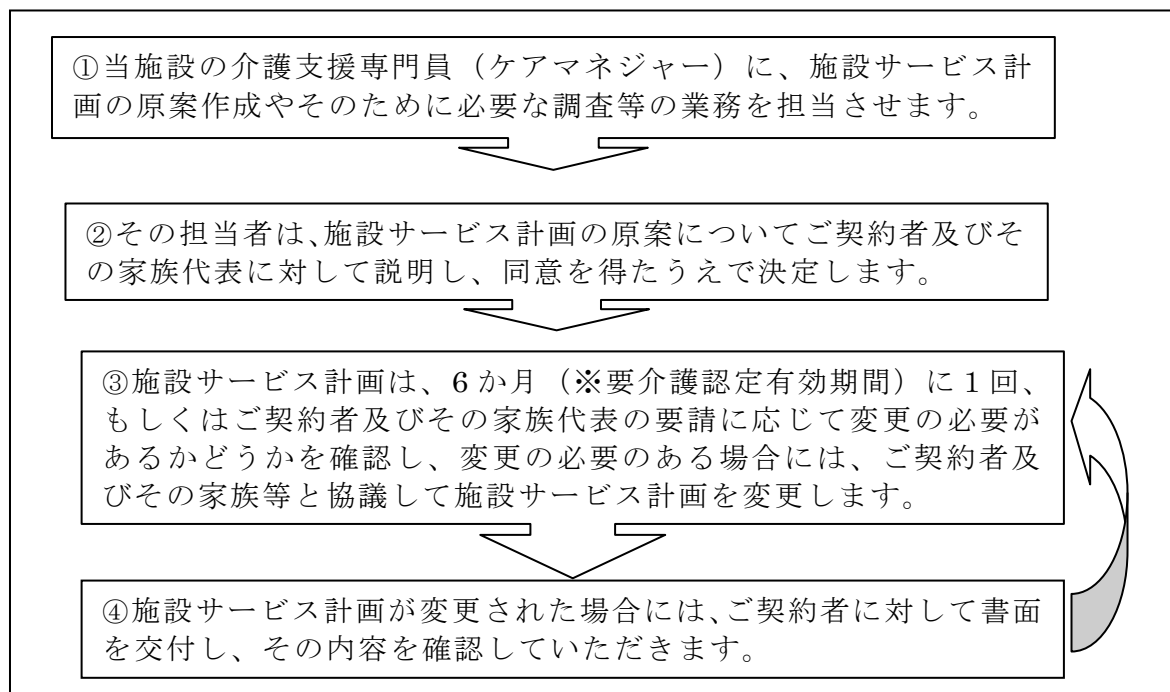 ①当施設の介護支援専門員（ケアマネジャー）に、施設サービス計
画の原案作成やそのために必要な調査等の業務を担当させます。
②その担当者は、施設サービス計画の原案についてご契約者及びそ
の家族代表に対して説明し、同意を得たうえで決定します。
③施設サービス計画は、6か月（※要介護認定有効期間）に1回、
もしくはご契約者及びその家族代表の要請に応じて変更の必要が
あるかどうかを確認し、変更の必要のある場合には、ご契約者及
びその家族等と協議して施設サービス計画を変更します。
④施設サービス計画が変更された場合には、ご契約者に対して書面
を交付し、その内容を確認していただきます。